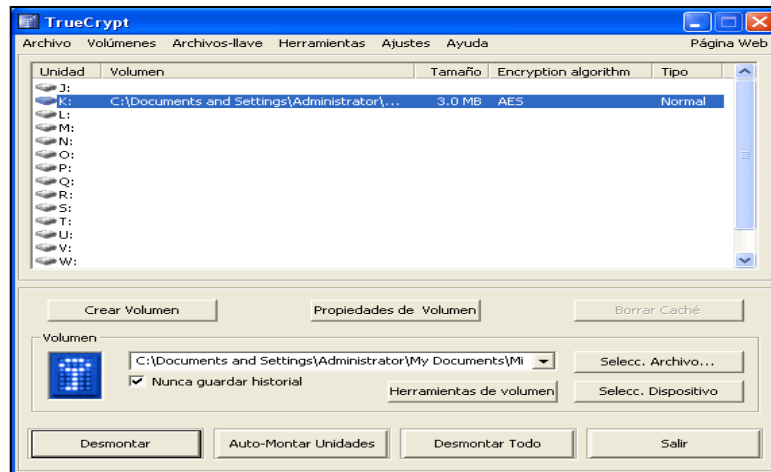 TrueCrypt
Archivo Volúmenes Archivos-llave Herramientas Ajustes Ayuda Página Web
Unidad Volumen Tamaño Encryption algorithm Tipo
J:
K: C:\Documents and Settings\Administrator\... 3.0 MB AES Normal
L:
M:
N:
O:
P:
Q:
R:
S:
T:
U:
V:
W:
Crear Volumen Propiedades de Volumen Borrar Caché
Volumen
C:\Documents and Settings\Administrator\My Documents\Mi Selecc. Archivo...
Nunca guardar historial Herramientas de volumen Selecc. Dispositivo
Desmontar Auto-Montar Unidades Desmontar Todo Salir